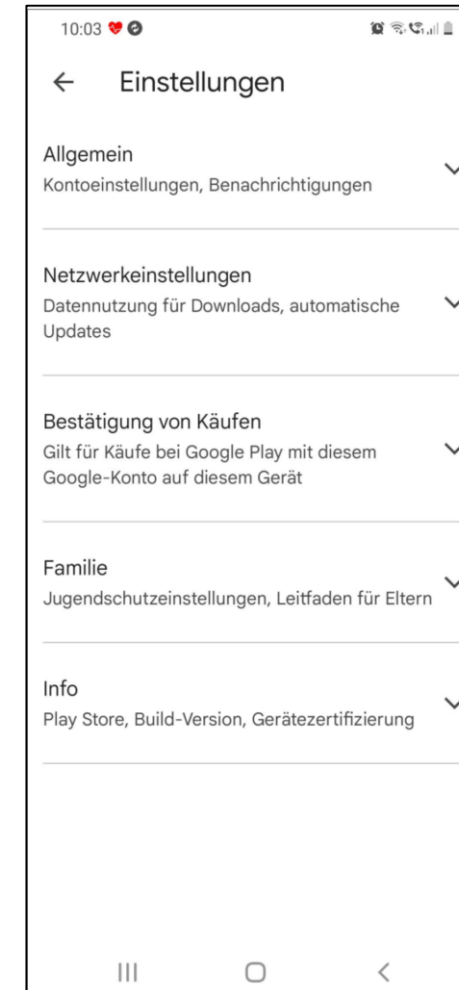 10:03
Einstellungen
Allgemein
Kontoeinstellungen, Benachrichtigungen
Netzwerkeinstellungen
Datennutzung für Downloads, automatische
Updates
Bestätigung von Käufen
Gilt für Käufe bei Google Play mit diesem
Google-Konto auf diesem Gerät
Familie
Jugendschutzeinstellungen, Leitfaden für Eltern
Info
Play Store, Build-Version, Gerätezertifizierung